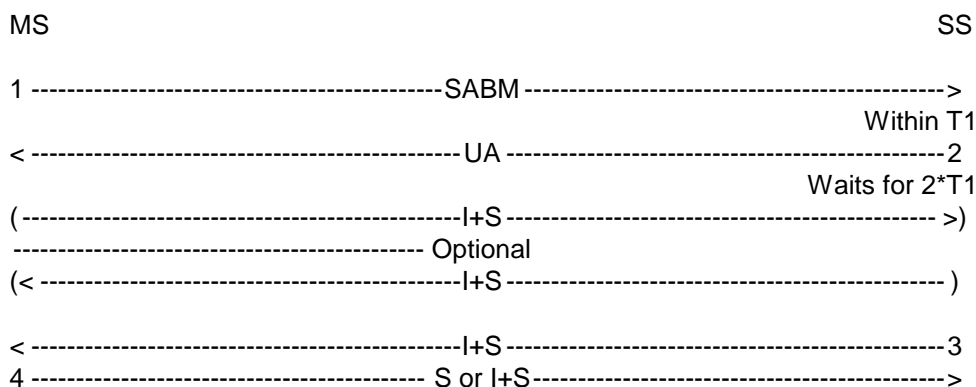 MS SS
1 ----------------------------------------------SABM -----------------------------------------------> 
Within T1
< ------------------------------------------------UA -------------------------------------------------2
Waits for 2*T1
( -------------------------------------------------I+S ------------------------------------------------ >)
---------------------------------------------- Optional
(< -----------------------------------------------I+S ------------------------------------------------- )
< ------------------------------------------------I+S -------------------------------------------------3
4 -------------------------------------------- S or I+S----------------------------------------------->